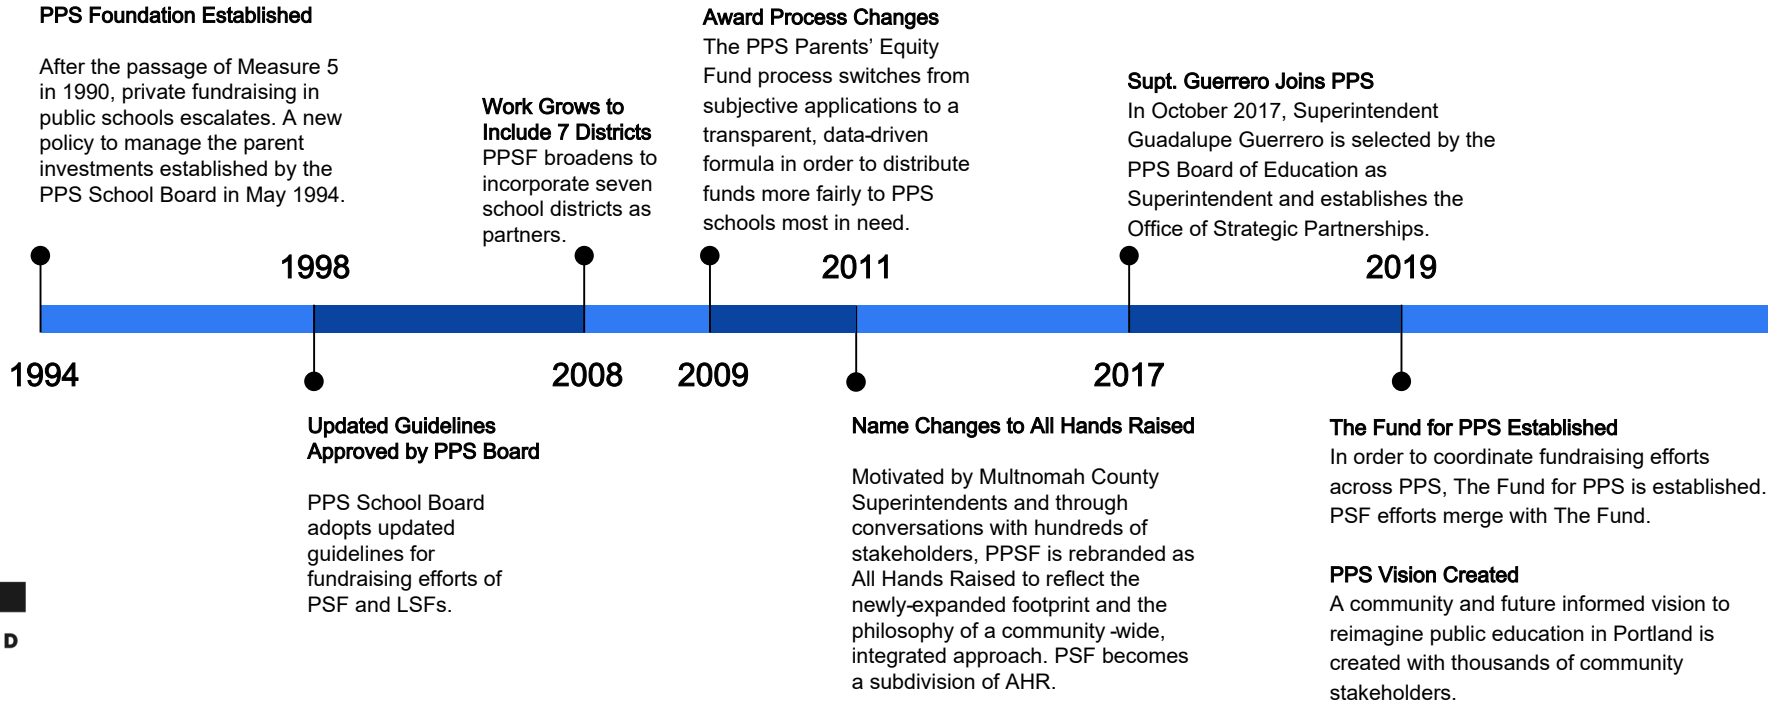 PPS Foundation Established
After the passage of Measure 5
in 1990, private fundraising in
public schools escalates. A new
policy to manage the parent
investments established by the
PPS School Board in May 1994.
Work Grows to
Include 7 Districts
PPSF broadens to
incorporate seven
school districts as
partners.
Award Process Changes
The PPS Parents’ Equity
Fund process switches from
subjective applications to a
transparent, data-driven
formula in order to distribute
funds more fairly to PPS
schools most in need.
Supt. Guerrero Joins PPS
In October 2017, Superintendent
Guadalupe Guerrero is selected by the
PPS Board of Education as
Superintendent and establishes the
Office of Strategic Partnerships.
1998
2011
2019
1994
2008
2009
2017
Updated Guidelines
Approved by PPS Board
PPS School Board
adopts updated
guidelines for
fundraising efforts of
PSF and LSFs.
Name Changes to All Hands Raised
Motivated by Multnomah County
Superintendents and through
conversations with hundreds of
stakeholders, PPSF is rebranded as
All Hands Raised to reflect the
newly-expanded footprint and the
philosophy of a community -wide,
integrated approach. PSF becomes
a subdivision of AHR.
The Fund for PPS Established
In order to coordinate fundraising efforts
across PPS, The Fund for PPS is established.
PSF efforts merge with The Fund.
PPS Vision Created
A community and future informed vision to
reimagine public education in Portland is
created with thousands of community
stakeholders.
D